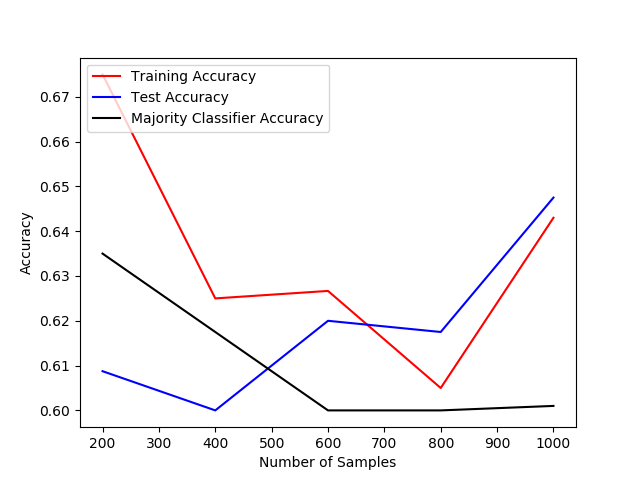 Training Accuracy
Test Accuracy
Majority Classifier Accuracy
0.67
0.66
0.65
0.64
0.63
0.62
0.61
0.60
Accuracy
200 300 400 500 600 700 800 900 1000
Number of Samples